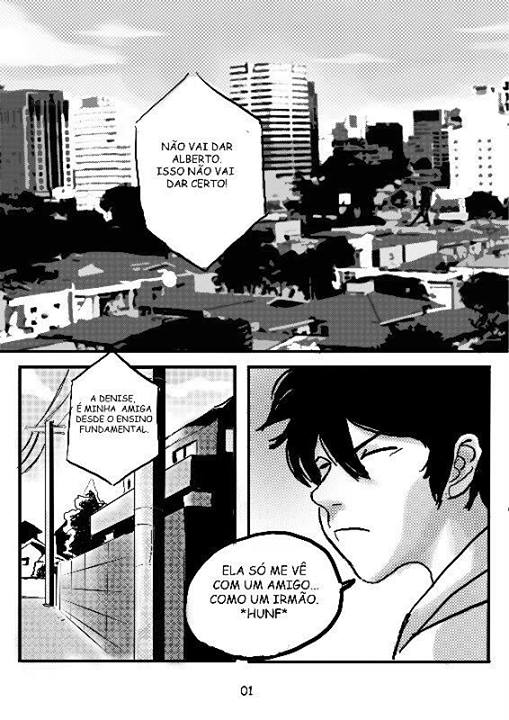 NÃO VAI DAR
ALBERTO.
ISSO NÃO VAI
DAR CERTO!
A DENISE,
É MINHA AMIGA
DESDE O ENSINO
FUNDAMENTAL.
ELA SÓ ME VÊ
COM UM AMIGO...
COMO UM IRMÃO.
*HUNF*
01